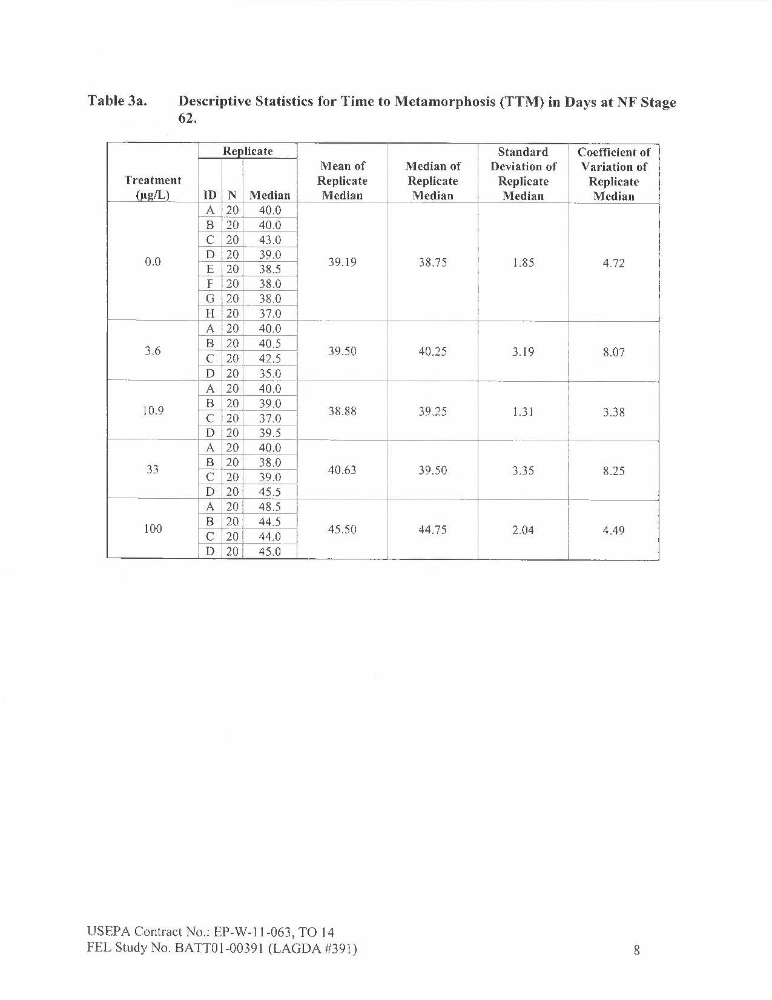 Table 3a. Descriptive Statistics for Time to Metamorphosis (TTM) in Days at NF Stage
62.
Replicate Standard Coefficient of
Mean of Median of Deviation of Variation of
Treatment Replicate Replicate Replicate Replicate
(µg/L) ID N Median Median Median Median Median
A 20 40.0
B 20 40.0
C 20 43.0
D 20 39.0
0.0 39.19 38.75 1.85 4.72
E 20 38.5
F 20 38.0
G 20 38.0
H 20 37.0
A 20 40.0
B 20 40.5
3.6 39.50 40.25 3.19 8.07
C 20 42.5
D 20 35.0
A 20 40.0
B 20 39.0
10.9 38.88 39.25 1.31 3.38
C 20 37.0
D 20 39.5
A 20 40.0
B 20 38.0
33 40.63 39.50 3.35 8.25
C 20 39.0
D 20 45.5
A 20 48.5
B 20 44.5
100 45.50 44.75 2.04 4.49
C 20 44.0
D 20 45.0
USEPA Contract No.: EP-W-11-063, TO 14
FEL Study No. BATT01-00391 (LAGDA #391) 8